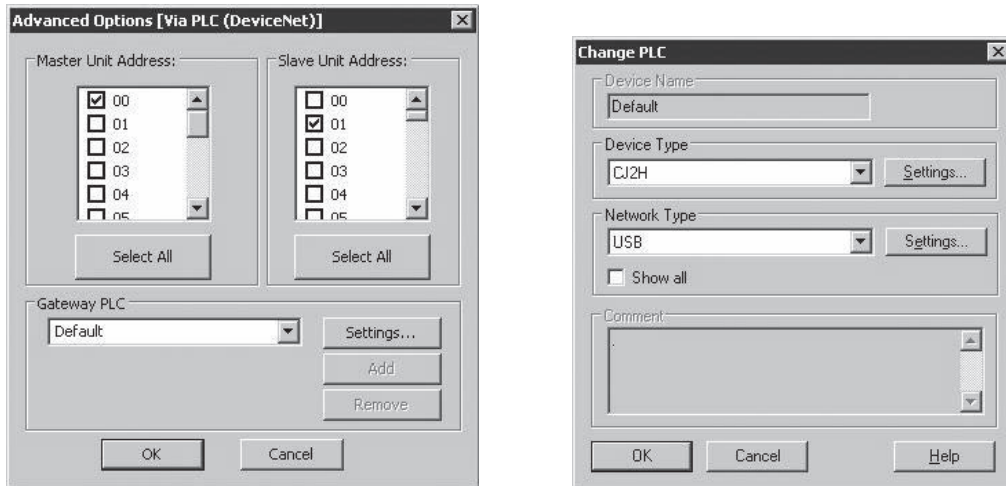 Advanced Options [Via PLC (DeviceNet)]
Master Unit Address:
00
01
02
03
04
05
Select All
Slave Unit Address:
00
01
02
03
04
05
Select All
Gateway PLC
Default
Settings...
Add
Remove
OK
Cancel
Change PLC
Device Name
Default
Device Type
CJ2H
Settings...
Network Type
USB
Settings...
Show all
Comment
.
OK
Cancel
Help